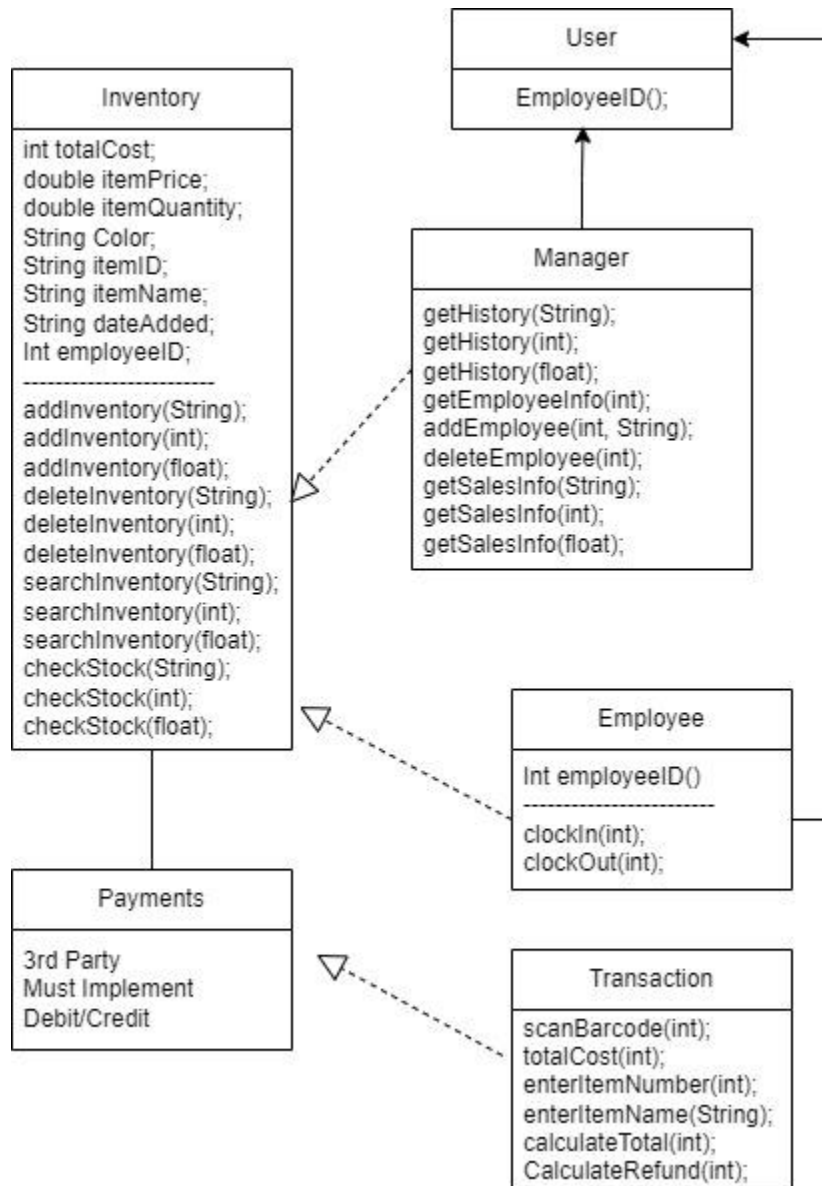 User
EmployeeID();
Inventory
int totalCost;
double itemPrice;
double itemQuantity;
String Color;
String itemID;
String itemName;
String dateAdded;
Int employeeID;
------------------------
addInventory(String);
addInventory(int);
addInventory(float);
deleteInventory(String);
deleteInventory(int);
deleteInventory(float);
searchInventory(String);
searchInventory(int);
searchInventory(float);
checkStock(String);
checkStock(int);
checkStock(float);
Manager
getHistory(String);
getHistory(int);
getHistory(float);
getEmployeeInfo(int);
addEmployee(int, String);
deleteEmployee(int);
getSalesInfo(String);
getSalesInfo(int);
getSalesInfo(float);
Employee
Int employeeID()
------------------------
clockIn(int);
clockOut(int);
Payments
3rd Party
Must Implement
Debit/Credit
Transaction
scanBarcode(int);
totalCost(int);
enterItemNumber(int);
enterItemName(String);
calculateTotal(int);
CalculateRefund(int);